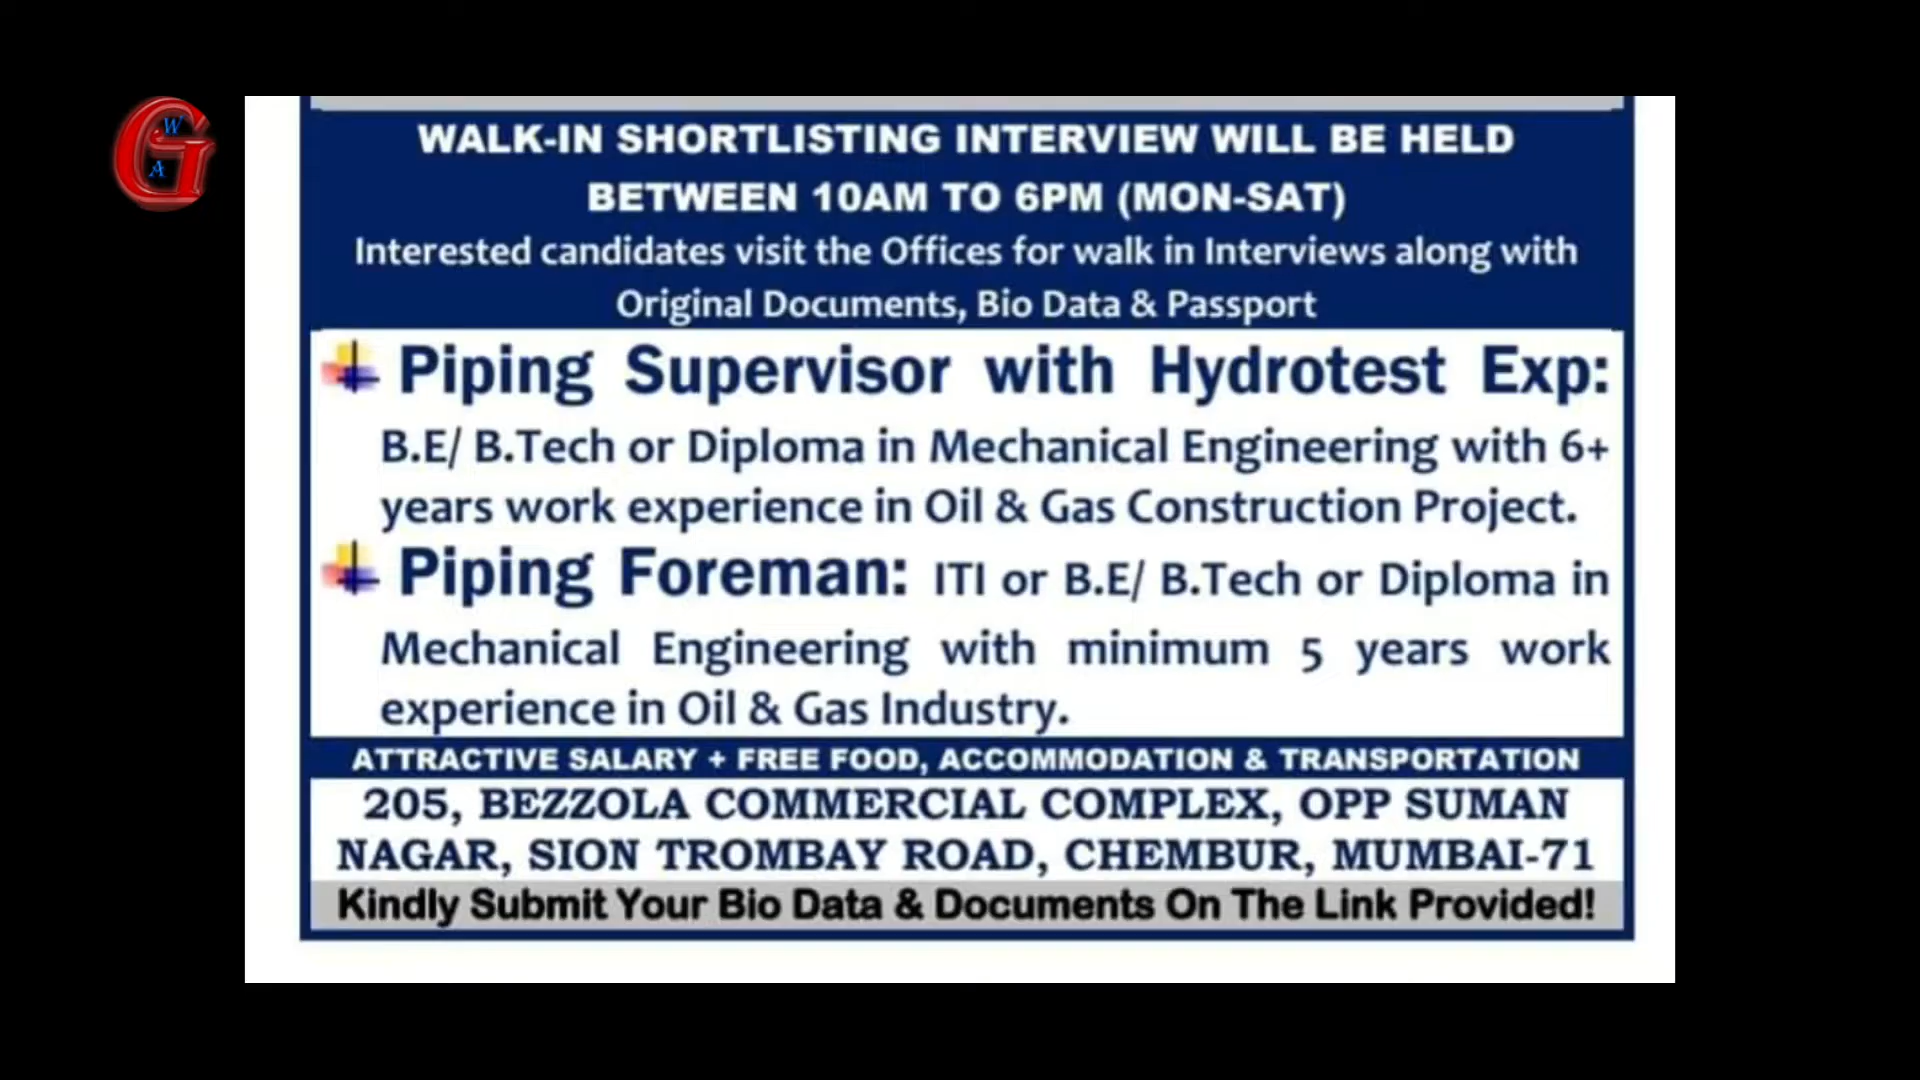 G
W
A
WALK-IN SHORTLISTING INTERVIEW WILL BE HELD
BETWEEN 10AM TO 6PM (MON-SAT)
Interested candidates visit the Offices for walk in Interviews along with
Original Documents, Bio Data & Passport
Piping Supervisor with Hydrotest Exp:
B.E/ B.Tech or Diploma in Mechanical Engineering with 6+
years work experience in Oil & Gas Construction Project.
Piping Foreman: ITI or B.E/ B.Tech or Diploma in
Mechanical Engineering with minimum 5 years work
experience in Oil & Gas Industry.
ATTRACTIVE SALARY + FREE FOOD, ACCOMMODATION & TRANSPORTATION
205, BEZZOLA COMMERCIAL COMPLEX, OPP SUMAN
NAGAR, SION TROMBAY ROAD, CHEMBUR, MUMBAI-71
Kindly Submit Your Bio Data & Documents On The Link Provided!